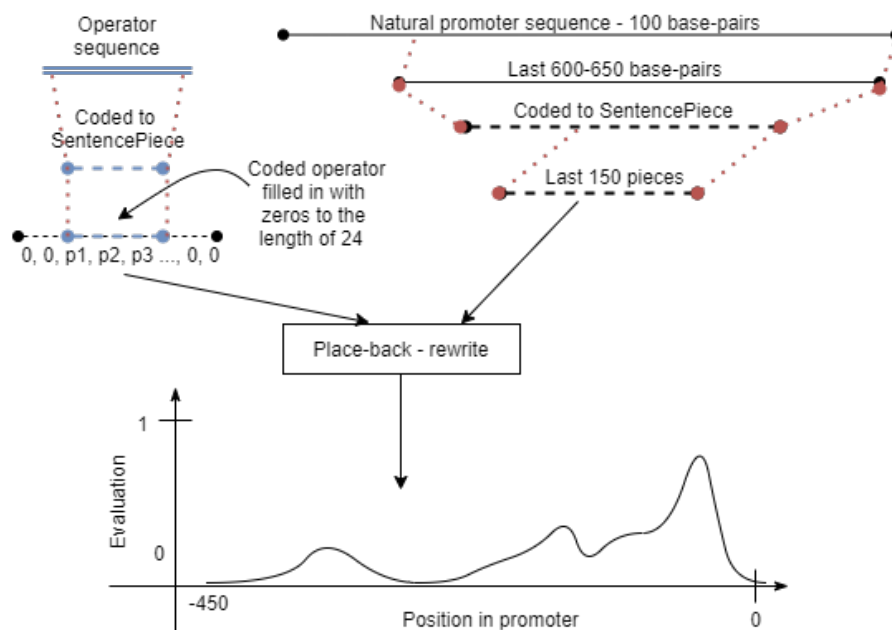 Operator
sequence
Natural promoter sequence - 100 base-pairs
Last 600-650 base-pairs
Coded to
SentencePiece
Coded to SentencePiece
Coded operator
filled in with
zeros to the
length of 24
Last 150 pieces
0, 0, p1, p2, p3 ..., 0, 0
Place-back - rewrite
1
Evaluation
0
-450
Position in promoter
0